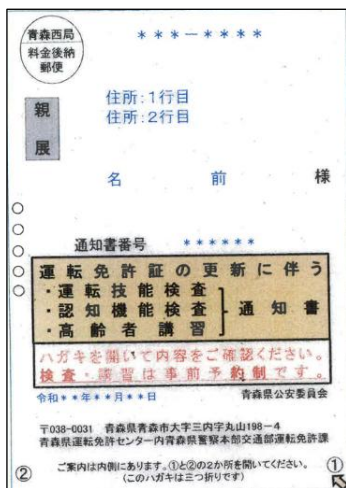 青森西局
料金後納
郵便
***-****
親展
住所:1行目
住所:2行目
名 前 様
通知書番号 ******
運転免許証の更新に伴う
・運転技能検査
・認知機能検査
・高齢者講習
通知書
ハガキを開いて内容をご確認ください。
検査・講習は事前予約制です。
令和**年**月**日 青森県公安委員会
〒038-0031 青森県青森市大字三内字丸山198-4
青森県運転免許センター内青森県警察本部交通部運転免許課
ご案内は内側にあります。①と②の2か所を開いてください。
(このハガキは三つ折りです)
② ①